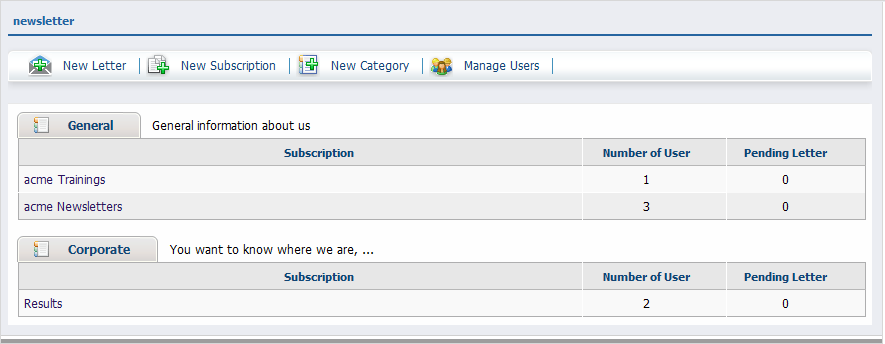 newsletter
New Letter New Subscription New Category Manage Users
General General information about us
Subscription Number of User Pending Letter
acme Trainings 1 0
acme Newsletters 3 0
Corporate You want to know where we are, ...
Subscription Number of User Pending Letter
Results 2 0